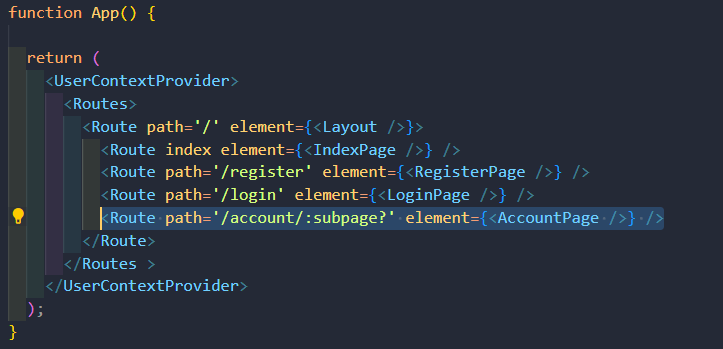 function App() {
return (
<UserContextProvider>
<Routes>
<Route path='/' element={<Layout />}>
<Route index element={<IndexPage />} />
<Route path='/register' element={<RegisterPage />} />
<Route path='/login' element={<LoginPage />} />
<Route path='/account/:subpage?' element={<AccountPage />} />
</Route>
</Routes >
</UserContextProvider>
);
}